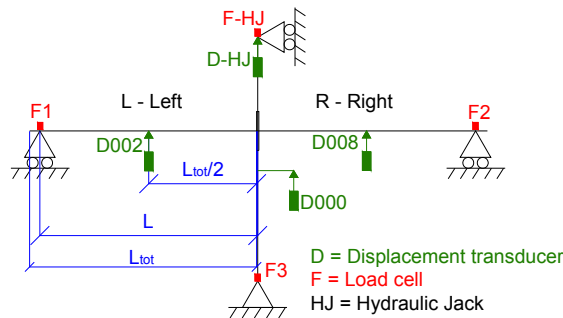 F-HJ
D-HJ
L - Left
R - Right
F1
F2
D002
D008
Ltot/2
D000
L
Ltot
F3
D = Displacement transducer
F = Load cell
HJ = Hydraulic Jack